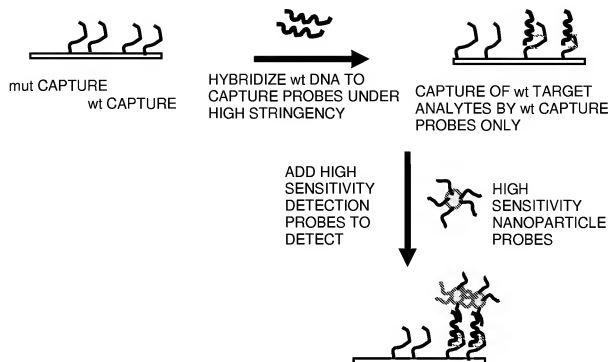 mut CAPTURE
wt CAPTURE
HYBRIDIZE wt DNA TO
CAPTURE PROBES UNDER
HIGH STRINGENCY
CAPTURE OF wt TARGET
ANALYTES BY wt CAPTURE
PROBES ONLY
ADD HIGH
SENSITIVITY
DETECTION
PROBES TO
DETECT
HIGH
SENSITIVITY
NANOPARTICLE
PROBES